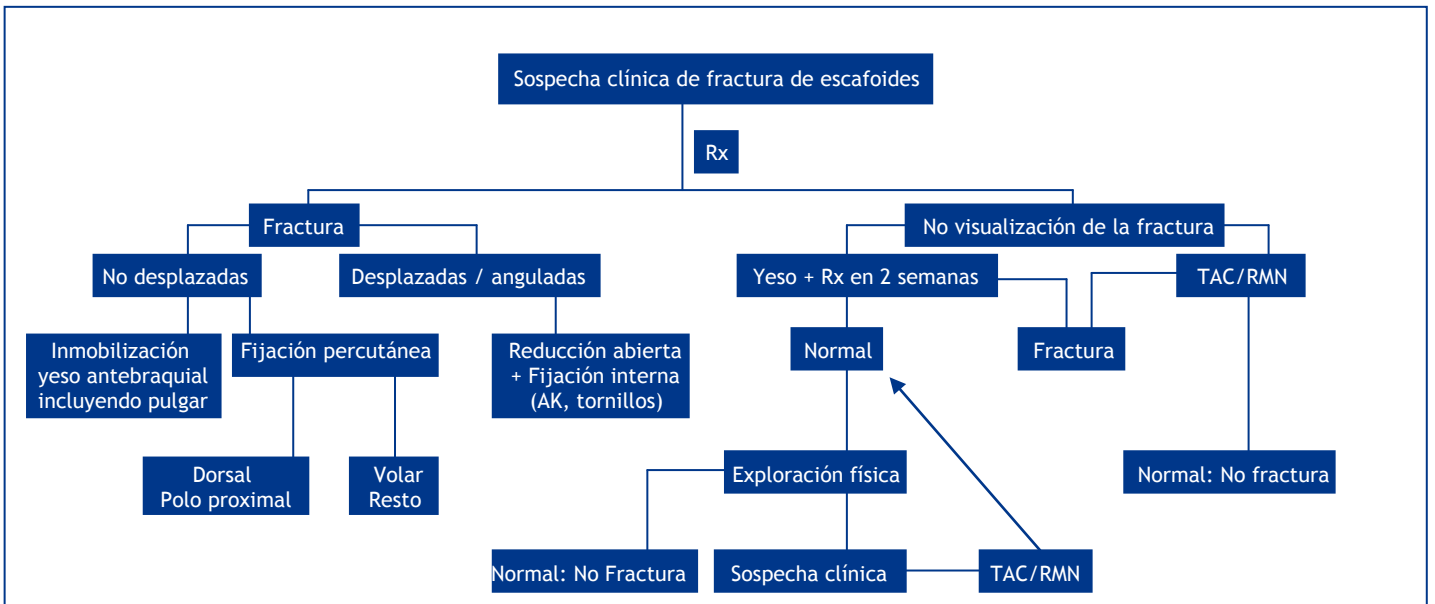 Sospecha clínica de fractura de escafoides
Rx
Fractura
No visualización de la fractura
No desplazadas
Desplazadas / anguladas
Yeso + Rx en 2 semanas
TAC/RMN
Inmobilización
yeso antebraquial
incluyendo pulgar
Fijación percutánea
Reducción abierta
+ Fijación interna
(AK, tornillos)
Normal
Fractura
Dorsal
Polo proximal
Volar
Resto
Exploración física
Normal: No fractura
Normal: No Fractura
Sospecha clínica
TAC/RMN